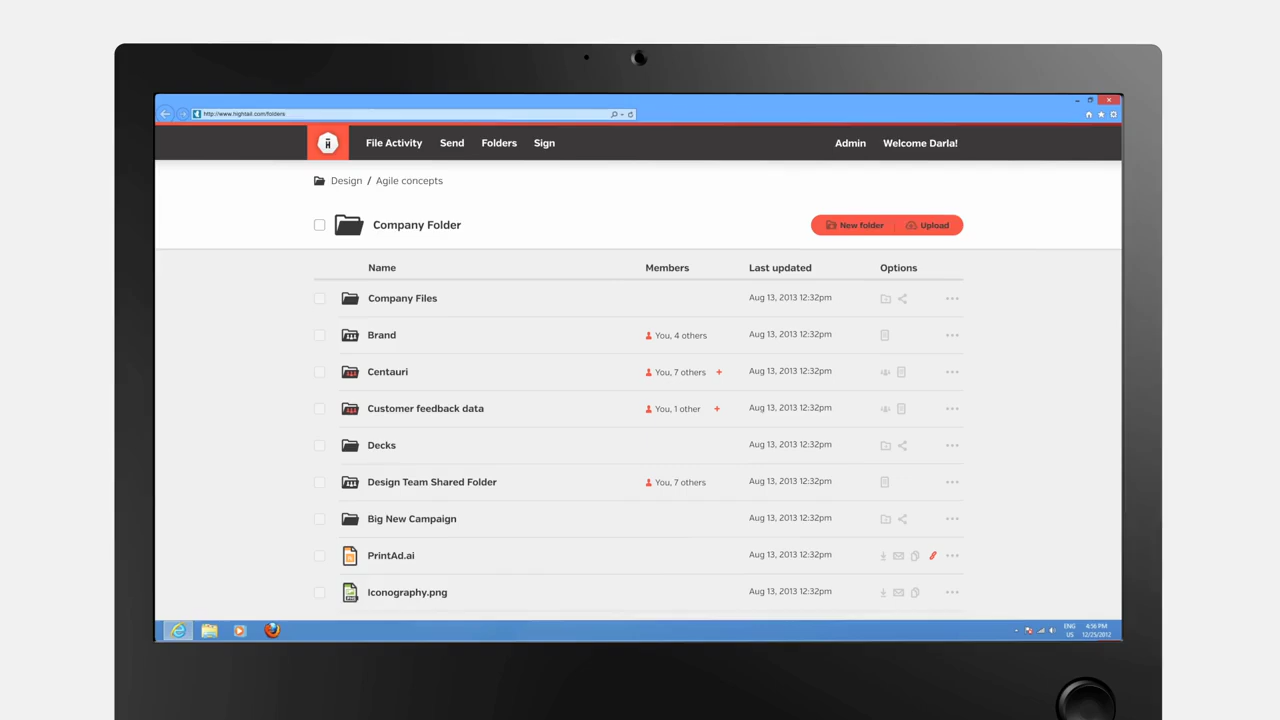 http://www.hightail.com/folders
File Activity Send Folders Sign Admin Welcome Darla!
Design / Agile concepts
Company Folder New folder Upload
Name Members Last updated Options
Company Files Aug 13, 2013 12:32pm
Brand You, 4 others Aug 13, 2013 12:32pm
Centauri You, 7 others + Aug 13, 2013 12:32pm
Customer feedback data You, 1 other + Aug 13, 2013 12:32pm
Decks Aug 13, 2013 12:32pm
Design Team Shared Folder You, 7 others Aug 13, 2013 12:32pm
Big New Campaign Aug 13, 2013 12:32pm
PrintAd.ai Aug 13, 2013 12:32pm
Iconography.png Aug 13, 2013 12:32pm
ENG 4:56 PM
US 12/25/2012